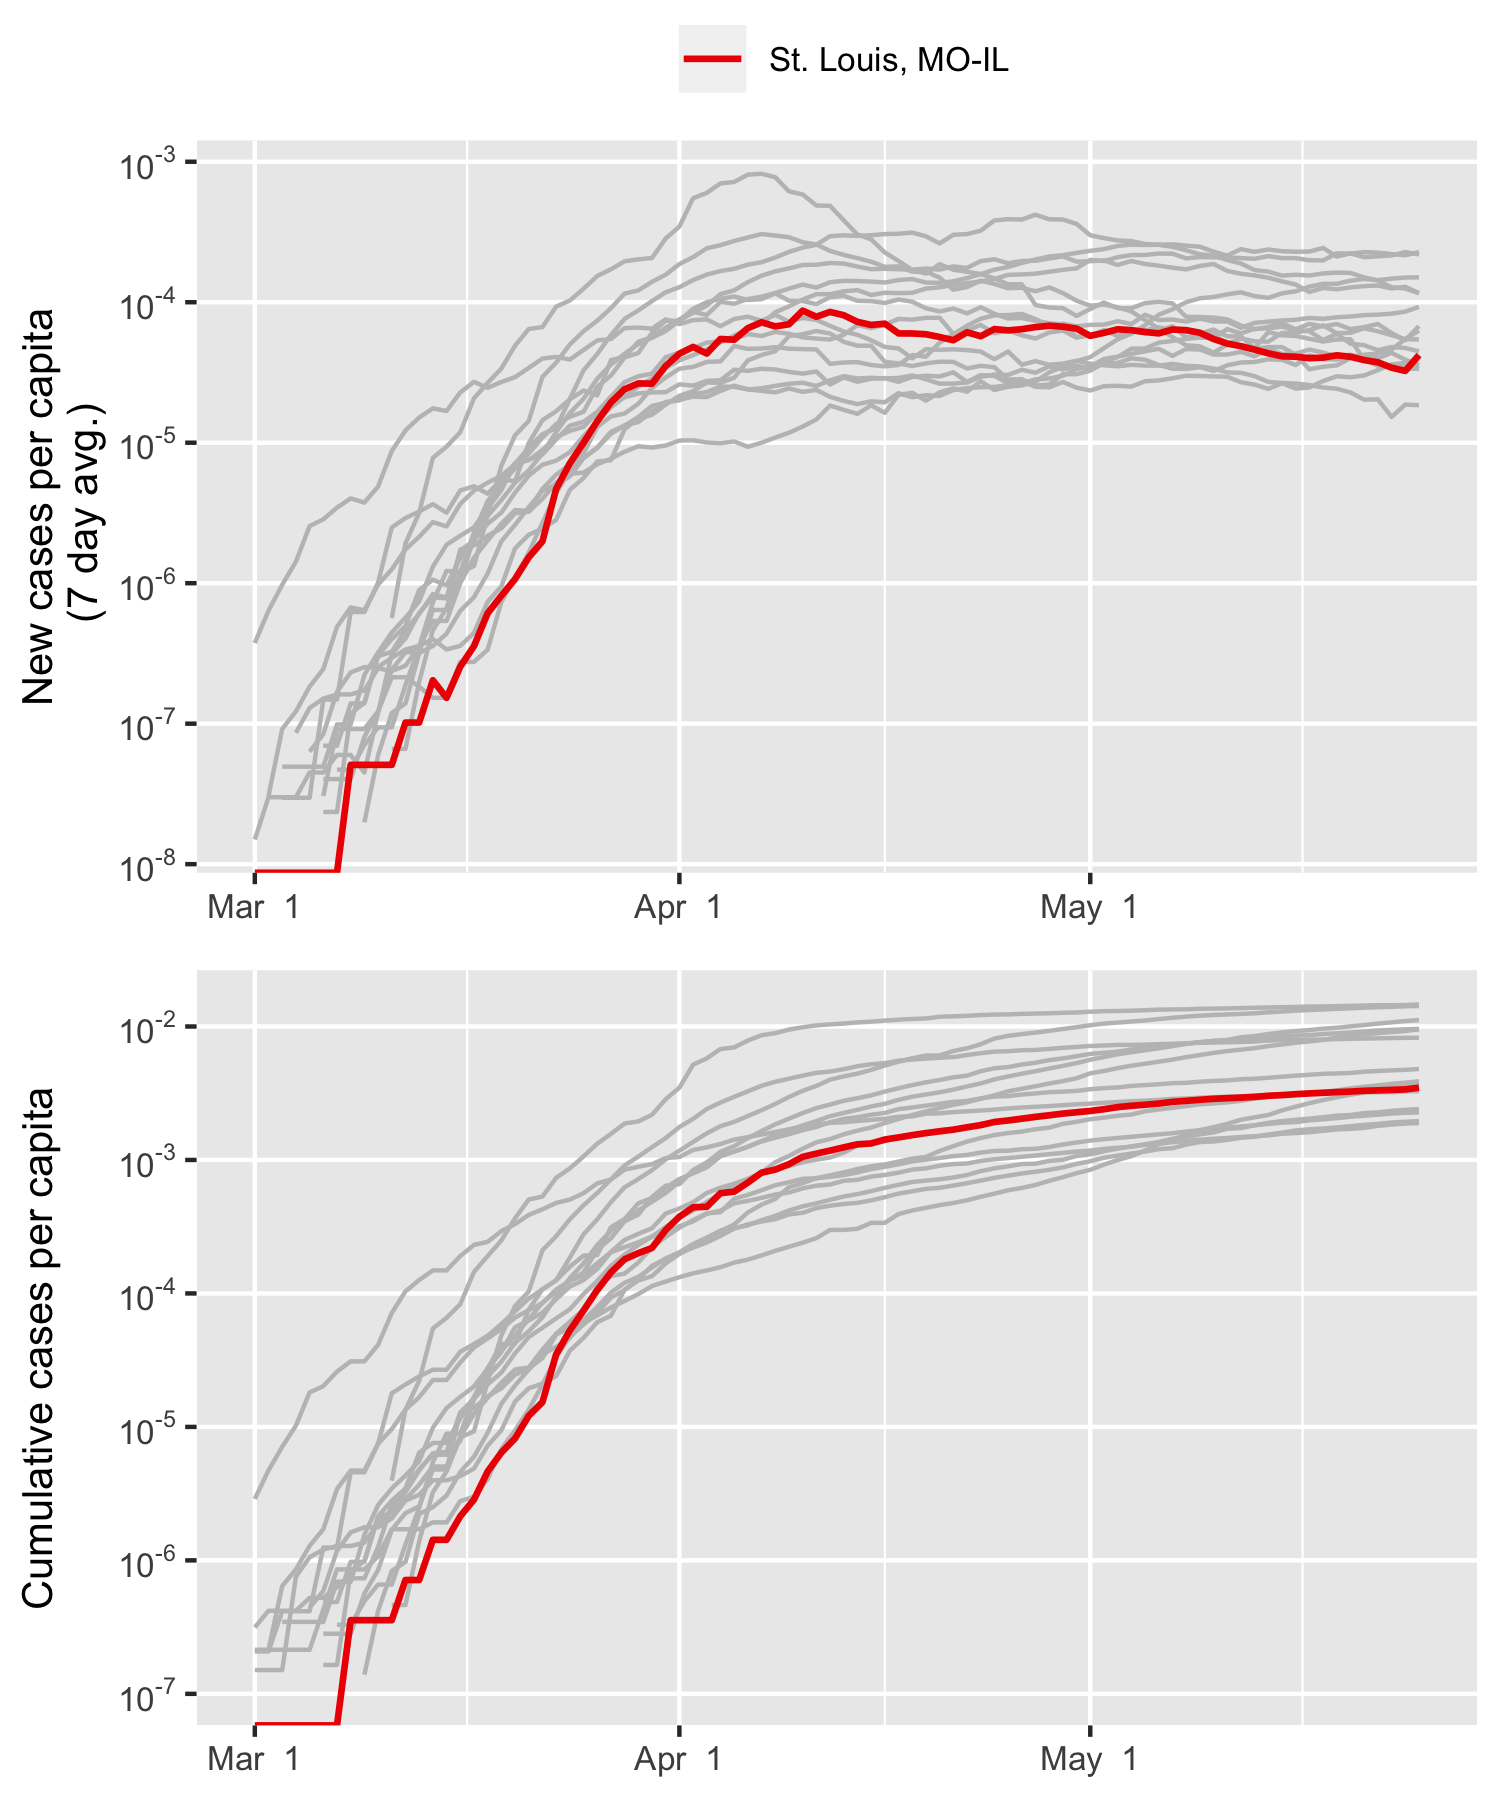 St. Louis, MO-IL
New cases per capita
(7 day avg.)
10-3
10-4
10-5
10-6
10-7
10-8
Mar 1
Apr 1
May 1
Cumulative cases per capita
10-2
10-3
10-4
10-5
10-6
10-7
Mar 1
Apr 1
May 1